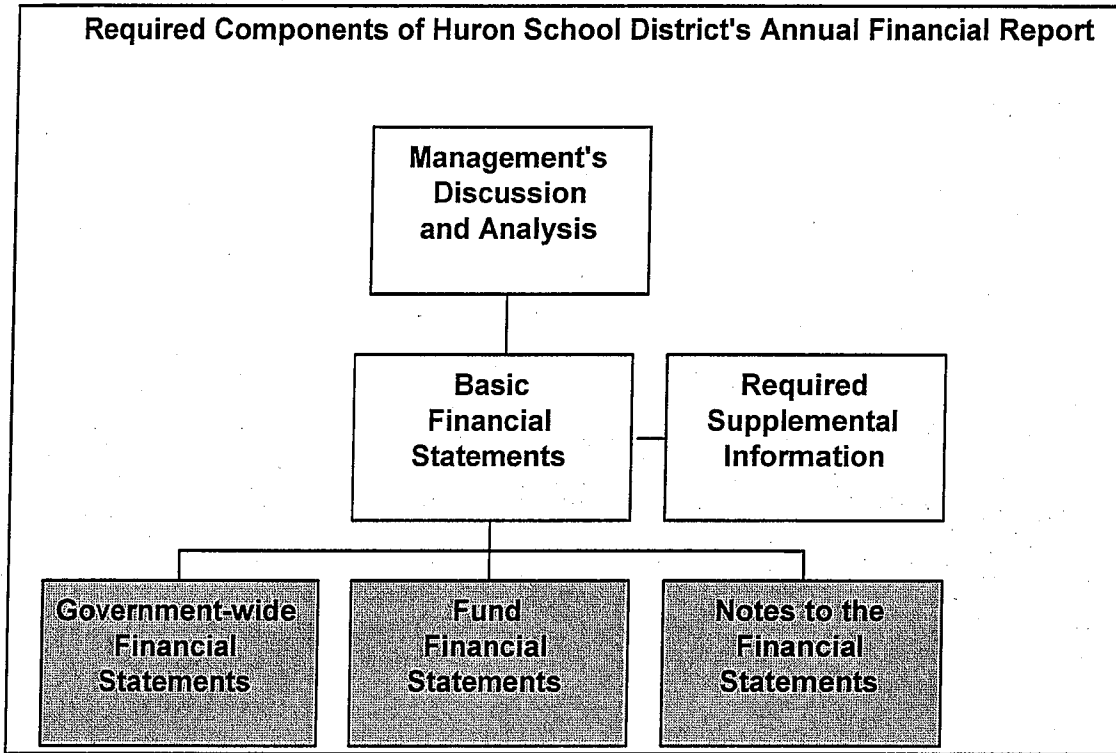 Required Components of Huron School District's Annual Financial Report
Management's
Discussion
and Analysis
Basic
Financial
Statements
Required
Supplemental
Information
Government-wide
Financial
Statements
Fund
Financial
Statements
Notes to the
Financial
Statements